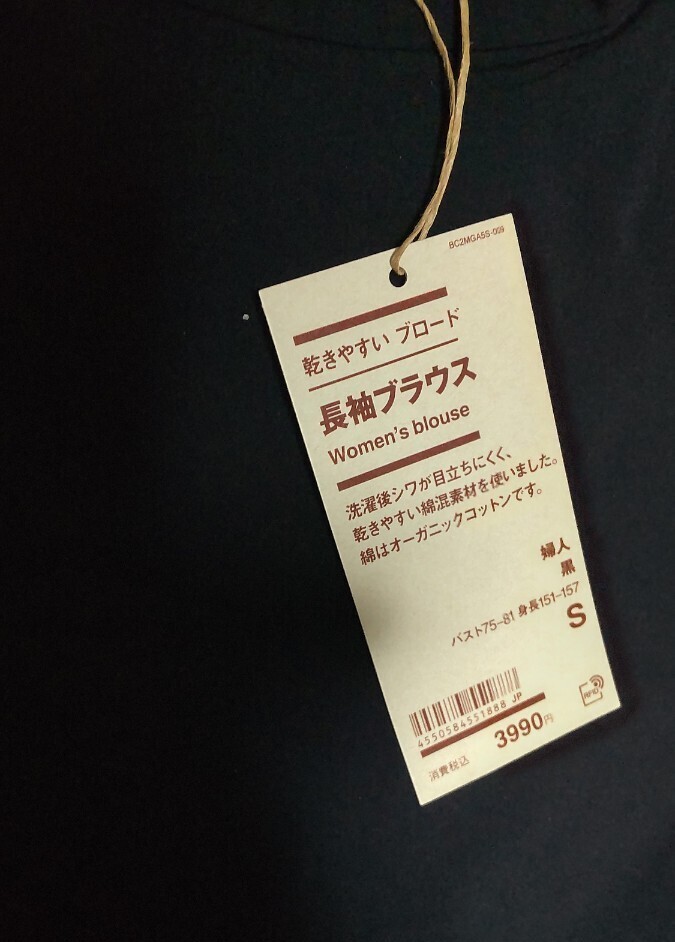 BC2MGA5S-009
乾きやすい ブロード
長袖ブラウス
Women's blouse
洗濯後シワが目立ちにくく、
乾きやすい綿混素材を使いました。
綿はオーガニックコットンです。
婦人
黒
バスト75-81 身長151-157
S
4550584551888 JP
RFID
3990円
消費税込